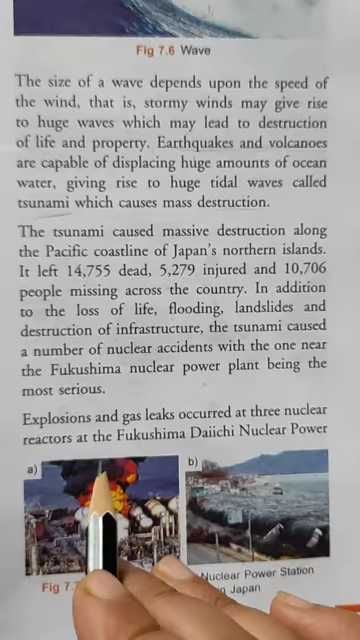 Fig 7.6 Wave
The size of a wave depends upon the speed of
the wind, that is, stormy winds may give rise
to huge waves which may lead to destruction
of life and property. Earthquakes and volcanoes
are capable of displacing huge amounts of ocean
water, giving rise to huge tidal waves called
tsunami which causes mass destruction.
The tsunami caused massive destruction along
the Pacific coastline of Japan's northern islands.
It left 14,755 dead, 5,279 injured and 10,706
people missing across the country. In addition
to the loss of life, flooding, landslides and
destruction of infrastructure, the tsunami caused
a number of nuclear accidents with the one near
the Fukushima nuclear power plant being the
most serious.
Explosions and gas leaks occurred at three nuclear
reactors at the Fukushima Daiichi Nuclear Power
a)
b)
Fig 7.
Nuclear Power Station
in Japan